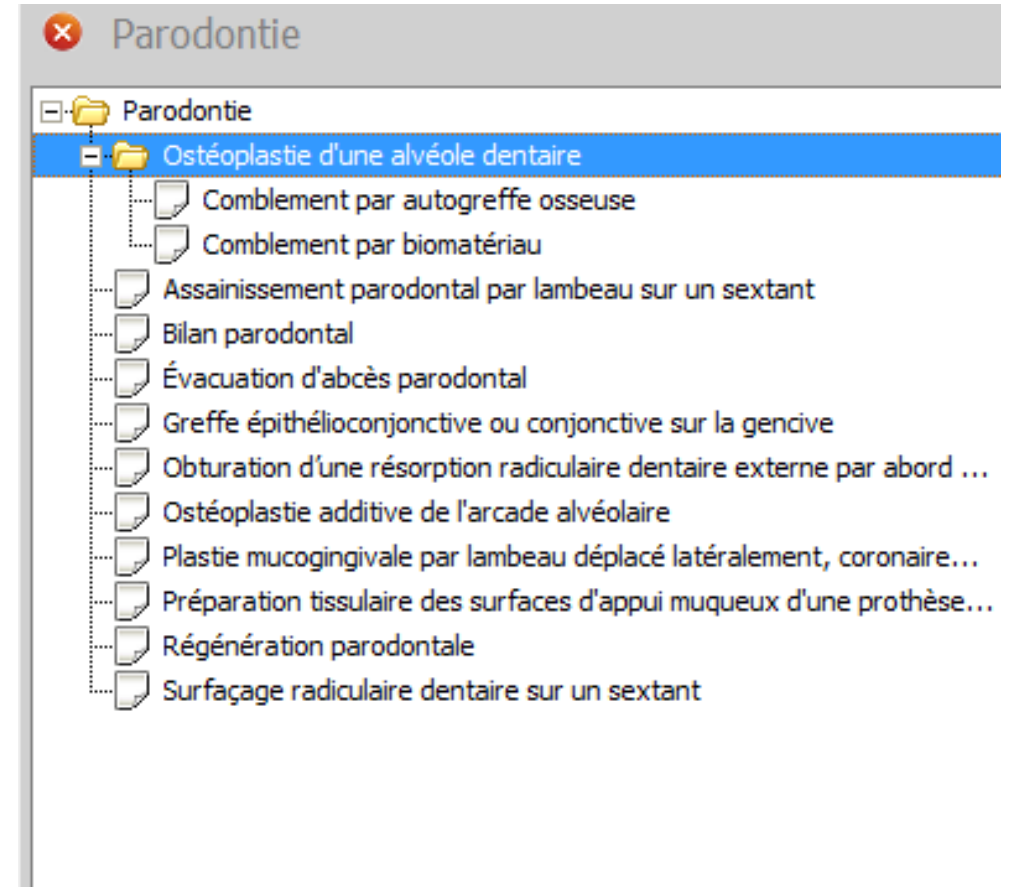 Parodontie
Parodontie
Ostéoplastie d'une alvéole dentaire
Comblement par autogreffe osseuse
Comblement par biomatériau
Assainissement parodontal par lambeau sur un sextant
Bilan parodontal
Évacuation d'abcès parodontal
Greffe épithélioconjonctive ou conjonctive sur la gencive
Obturation d’une résorption radiculaire dentaire externe par abord ...
Ostéoplastie additive de l'arcade alvéolaire
Plastie mucogingivale par lambeau déplacé latéralement, coronaire...
Préparation tissulaire des surfaces d'appui muqueux d'une prothèse...
Régénération parodontale
Surfaçage radiculaire dentaire sur un sextant